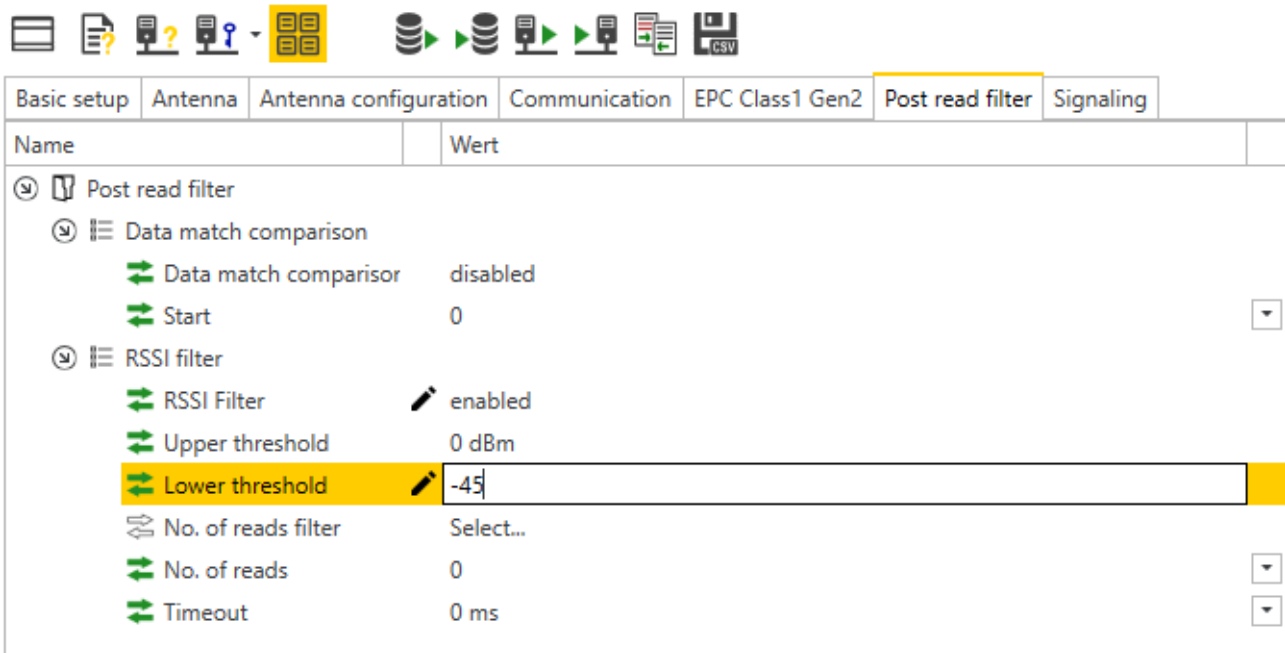 CSV
Basic setup Antenna Antenna configuration Communication EPC Class1 Gen2 Post read filter Signaling
Name Wert
Post read filter
Data match comparison
Data match comparisor disabled
Start 0
RSSI filter
RSSI Filter enabled
Upper threshold 0 dBm
Lower threshold -45
No. of reads filter Select...
No. of reads 0
Timeout 0 ms